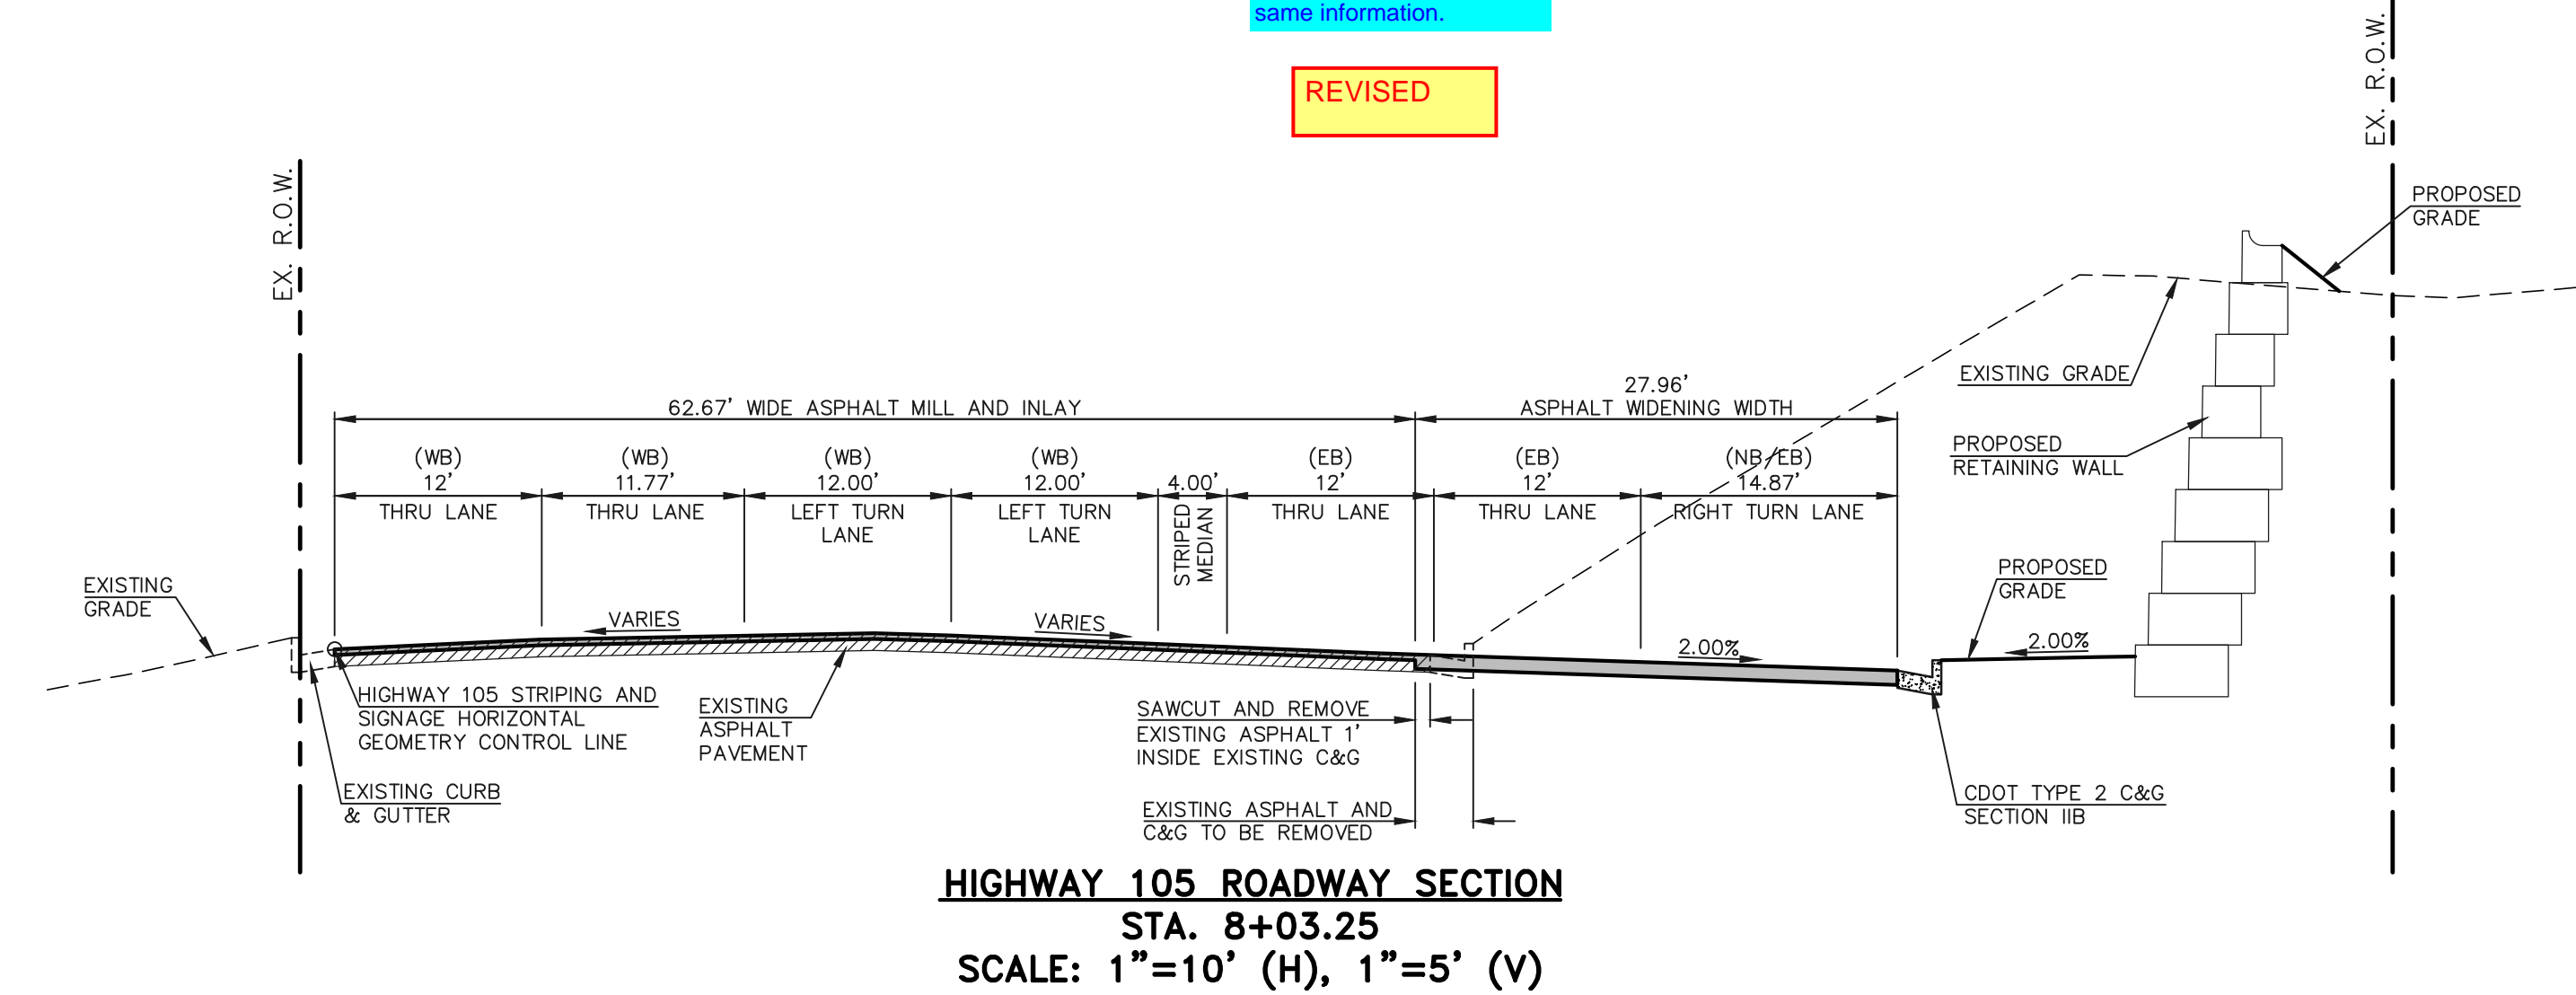 same information.
REVISED
EX. R.O.W.
EX. R.O.W.
PROPOSED
GRADE
EXISTING GRADE
PROPOSED
RETAINING WALL
62.67' WIDE ASPHALT MILL AND INLAY
27.96'
ASPHALT WIDENING WIDTH
(WB)
12'
THRU LANE
(WB)
11.77'
THRU LANE
(WB)
12.00'
LEFT TURN
LANE
(WB)
12.00'
LEFT TURN
LANE
4.00'
STRIPED
MEDIAN
(EB)
12'
THRU LANE
(EB)
12'
THRU LANE
(NB/EB)
14.87'
RIGHT TURN LANE
EXISTING
GRADE
VARIES
VARIES
2.00%
2.00%
PROPOSED
GRADE
HIGHWAY 105 STRIPING AND
SIGNAGE HORIZONTAL
GEOMETRY CONTROL LINE
EXISTING
ASPHALT
PAVEMENT
SAWCUT AND REMOVE
EXISTING ASPHALT 1'
INSIDE EXISTING C&G
EXISTING CURB
& GUTTER
EXISTING ASPHALT AND
C&G TO BE REMOVED
CDOT TYPE 2 C&G
SECTION IIB
HIGHWAY 105 ROADWAY SECTION
STA. 8+03.25
SCALE: 1"=10' (H), 1"=5' (V)